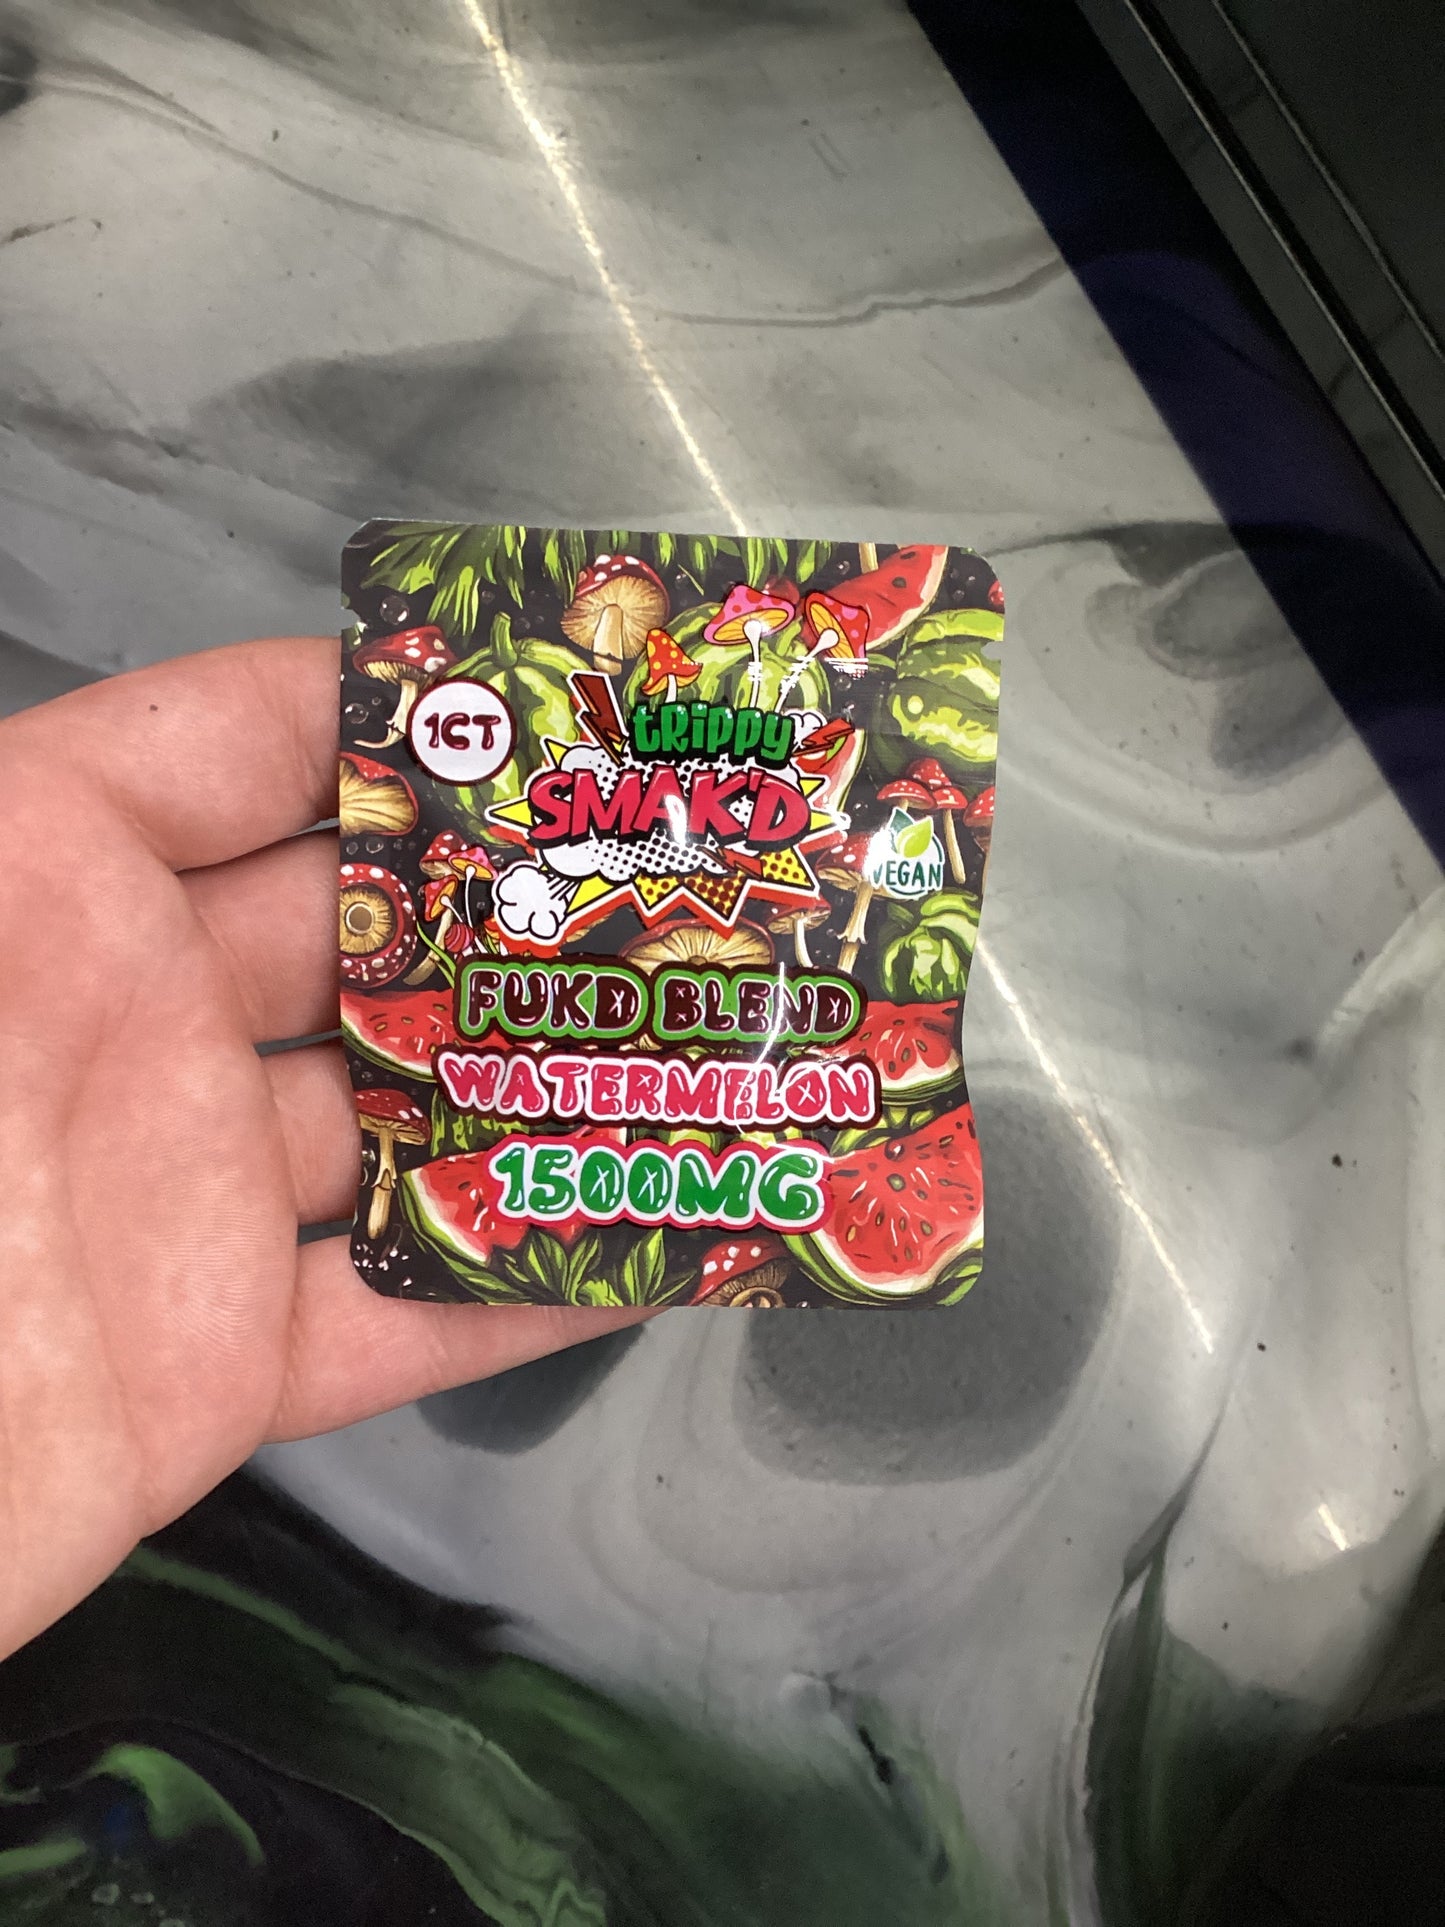 1CT
tRippy
SMAK'D
VEGAN
FUKD BLEND
WATERMELON
1500MG